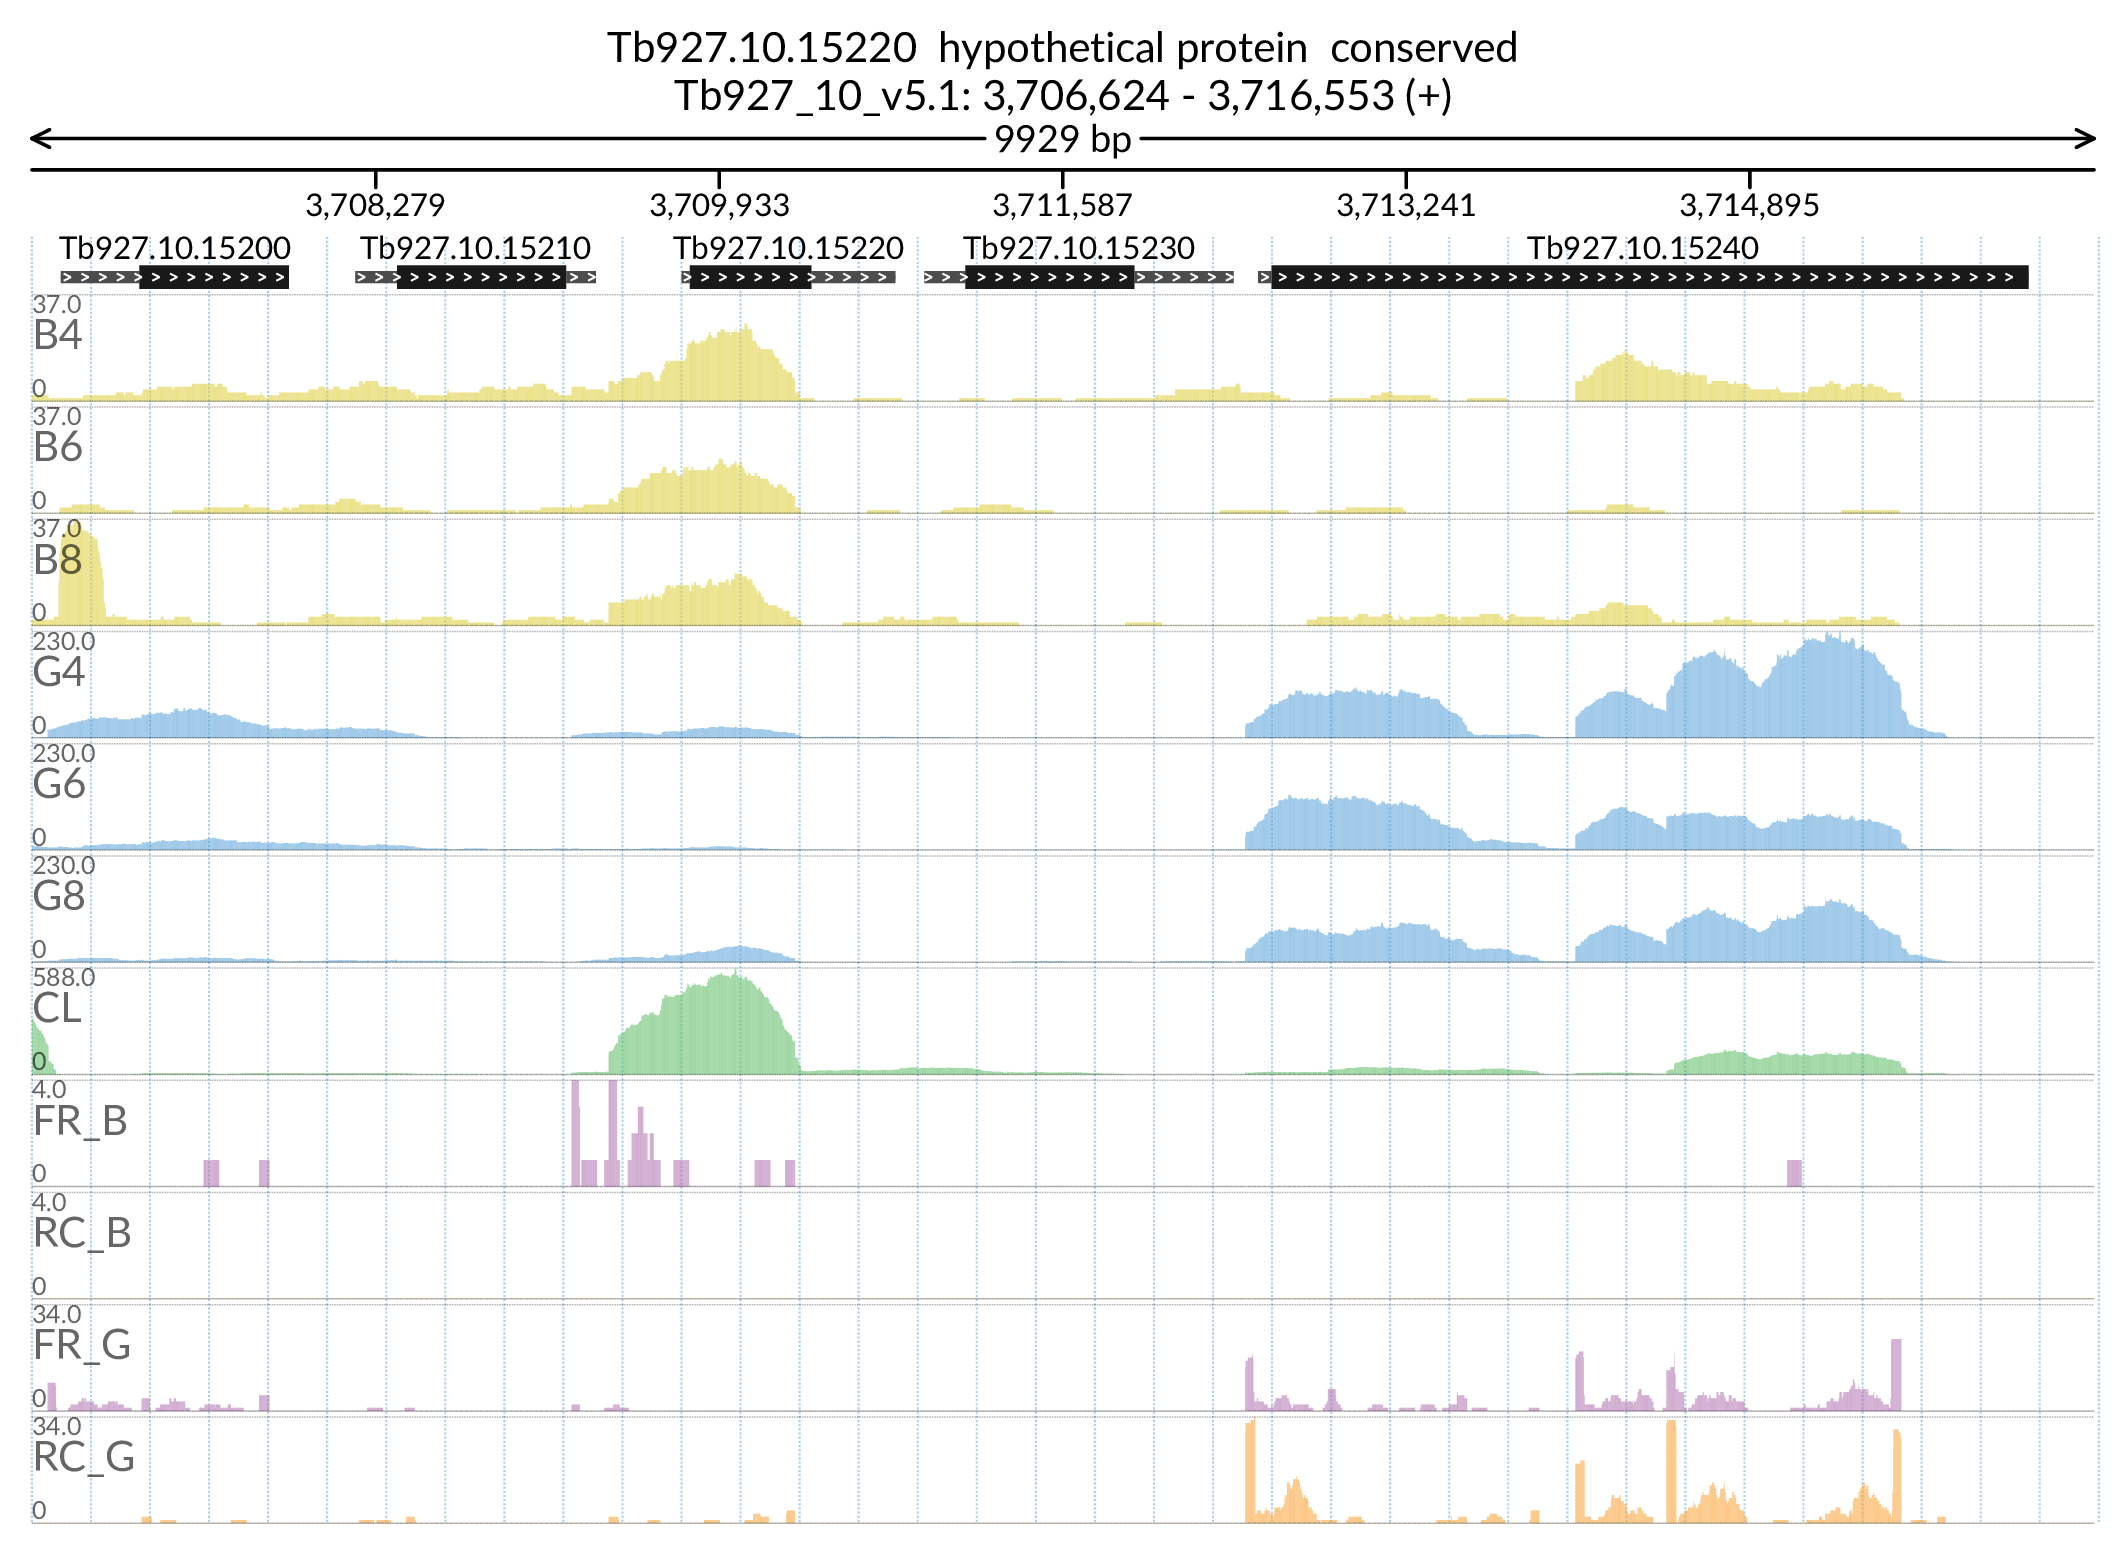 Tb927.10.15220 hypothetical protein conserved
Tb927_10_v5.1: 3,706,624 - 3,716,553 (+)
9929 bp
3,708,279 3,709,933 3,711,587 3,713,241 3,714,895
Tb927.10.15200 Tb927.10.15210 Tb927.10.15220 Tb927.10.15230 Tb927.10.15240
37.0
B4
0
37.0
B6
0
37.0
B8
0
230.0
G4
0
230.0
G6
0
230.0
G8
0
588.0
CL
0
4.0
FR_B
0
4.0
RC_B
0
34.0
FR_G
0
34.0
RC_G
0